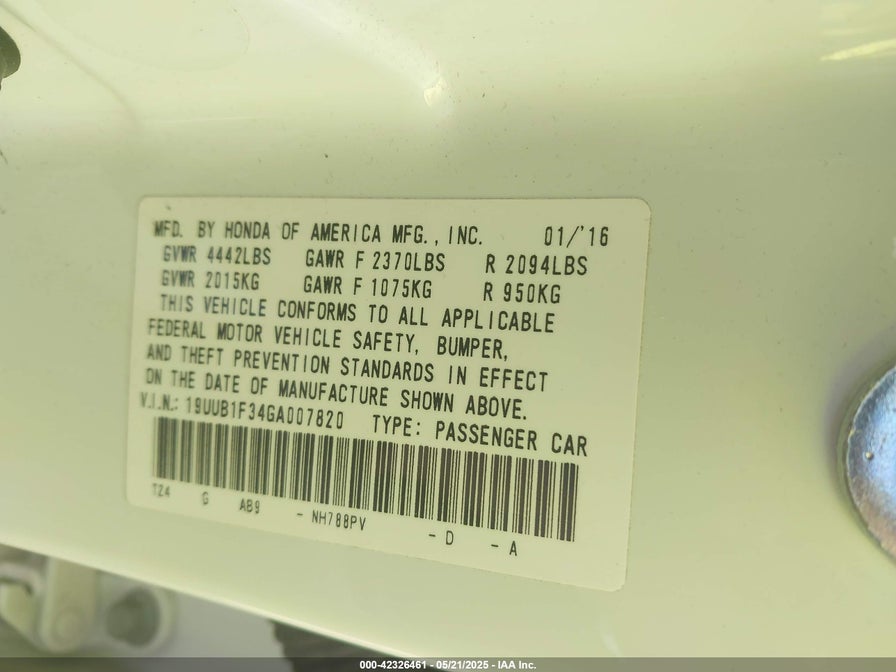 MFD. BY HONDA OF AMERICA MFG., INC. 01/'16
GVWR 4442LBS GAWR F 2370LBS R 2094LBS
GVWR 2015KG GAWR F 1075KG R 950KG
THIS VEHICLE CONFORMS TO ALL APPLICABLE
FEDERAL MOTOR VEHICLE SAFETY, BUMPER,
AND THEFT PREVENTION STANDARDS IN EFFECT
ON THE DATE OF MANUFACTURE SHOWN ABOVE.
V.I.N.: 19UUB1F34GA007820 TYPE: PASSENGER CAR
TZ4 G AB9 - NH788PV - D - A
000-42326461 - 05/21/2025 - IAA Inc.